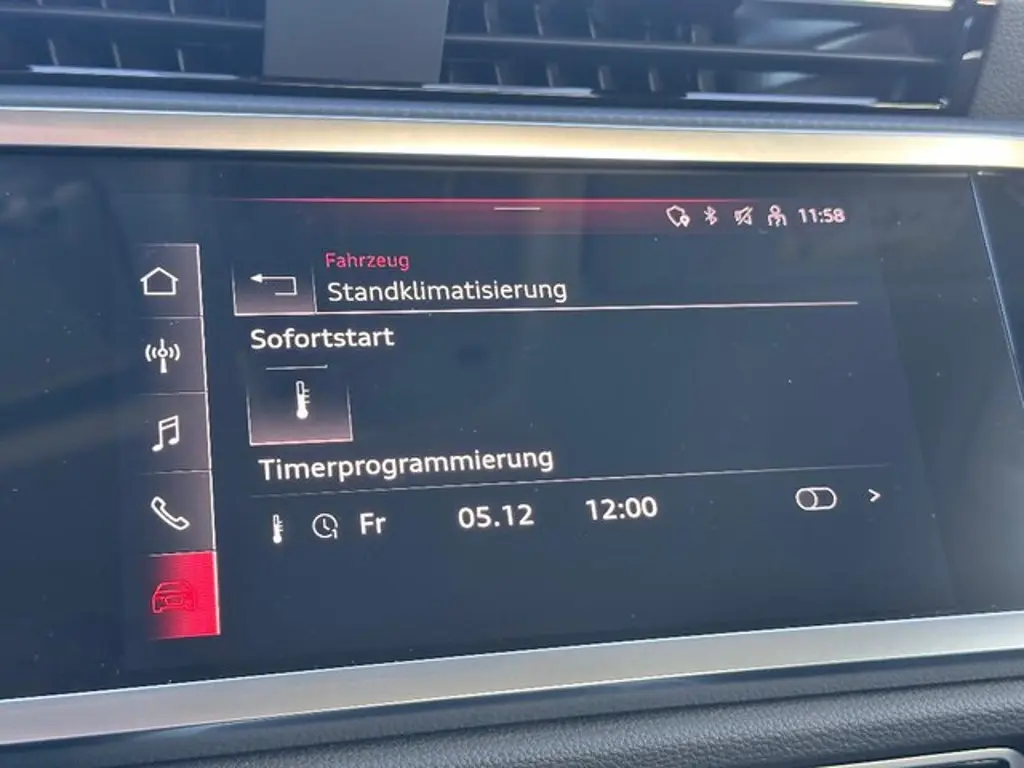 11:58
Fahrzeug
Standklimatisierung
Sofortstart
Timerprogrammierung
Fr 05.12 12:00